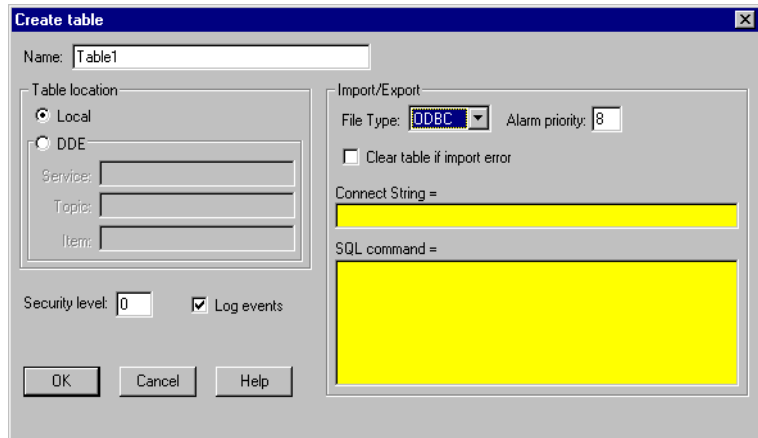 Create table
Name: Table1
Table location
Local
DDE
Service:
Topic:
Item:
Security level: 0
Log events
OK Cancel Help
Import/Export
File Type: ODBC Alarm priority: 8
Clear table if import error
Connect String =
SQL command =